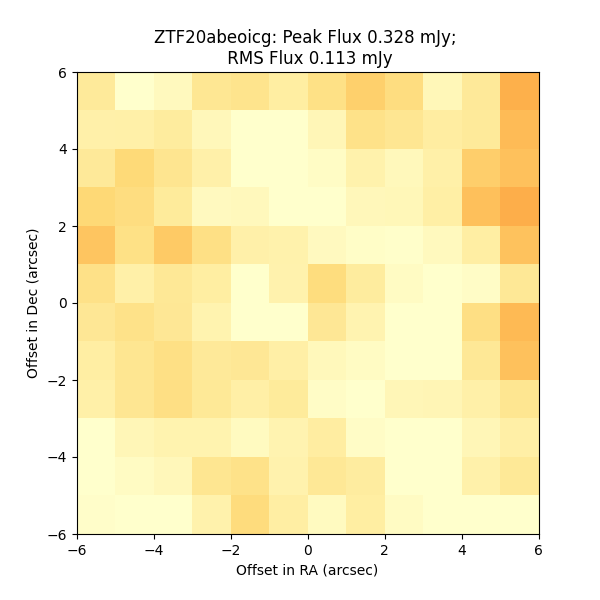 ZTF20abeoicg: Peak Flux 0.328 mJy;
RMS Flux 0.113 mJy
6
4
2
0
−2
−4
−6
Offset in Dec (arcsec)
−6 −4 −2 0 2 4 6
Offset in RA (arcsec)